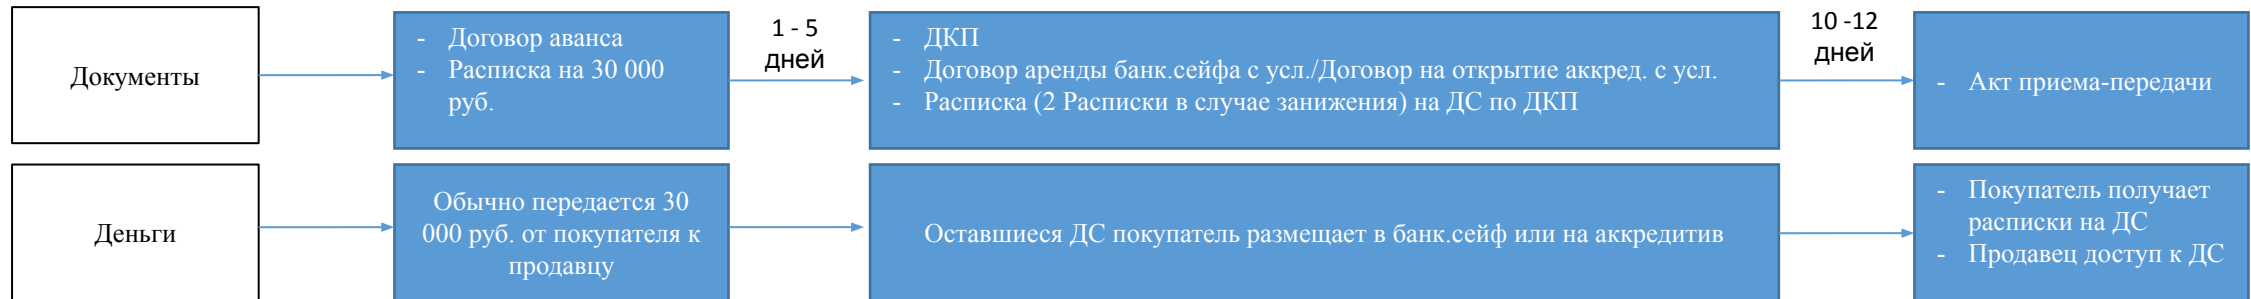 Документы
- Договор аванса
- Расписка на 30 000
руб.
1 - 5
дней
- ДКП
- Договор аренды банк.сейфа с усл./Договор на открытие аккред. с усл.
- Расписка (2 Расписки в случае занижения) на ДС по ДКП
10 -12
дней
- Акт приема-передачи
Деньги
Обычно передается 30
000 руб. от покупателя к
продавцу
Оставшиеся ДС покупатель размещает в банк.сейф или на аккредитив
- Покупатель получает
расписки на ДС
- Продавец доступ к ДС